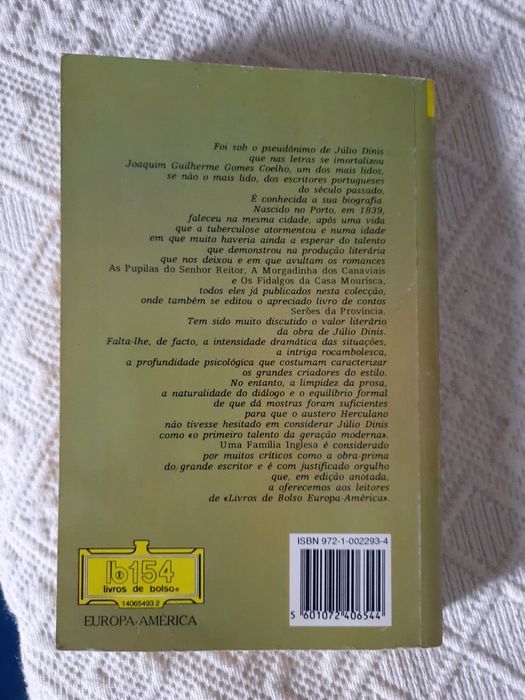 Foi sob o pseudónimo de Júlio Dinis
que nas letras se imortalizou
Joaquim Guilherme Gomes Coelho, um dos mais lidos,
se não o mais lido, dos escritores portugueses
do século passado.
É conhecida a sua biografia.
Nascido no Porto, em 1839,
faleceu na mesma cidade, após uma vida
que a tuberculose atormentou e numa idade
em que muito haveria ainda a esperar do talento
que demonstrou na produção literária
que nos deixou e em que avultam os romances
As Pupilas do Senhor Reitor, A Morgadinha dos Canaviais
e Os Fidalgos da Casa Mourisca,
todos eles já publicados nesta colecção,
onde também se editou o apreciado livro de contos
Serões da Província.
Tem sido muito discutido o valor literário
da obra de Júlio Dinis.
Falta-lhe, de facto, a intensidade dramática das situações,
a intriga rocambolesca,
a profundidade psicológica que costumam caracterizar
os grandes criadores do estilo.
No entanto, a limpidez da prosa,
a naturalidade do diálogo e o equilíbrio formal
de que dá mostras foram suficientes
para que o austero Herculano
não tivesse hesitado em considerar Júlio Dinis
como «o primeiro talento da geração moderna».
Uma Família Inglesa é considerado
por muitos críticos como a obra-prima
do grande escritor e é com justificado orgulho
que, em edição anotada,
a oferecemos aos leitores
de «Livros de Bolso Europa-América».
ISBN 972-1-002293-4
lb 154
livros de bolso
14065493 2
EUROPA-AMÉRICA
5 601072 406544